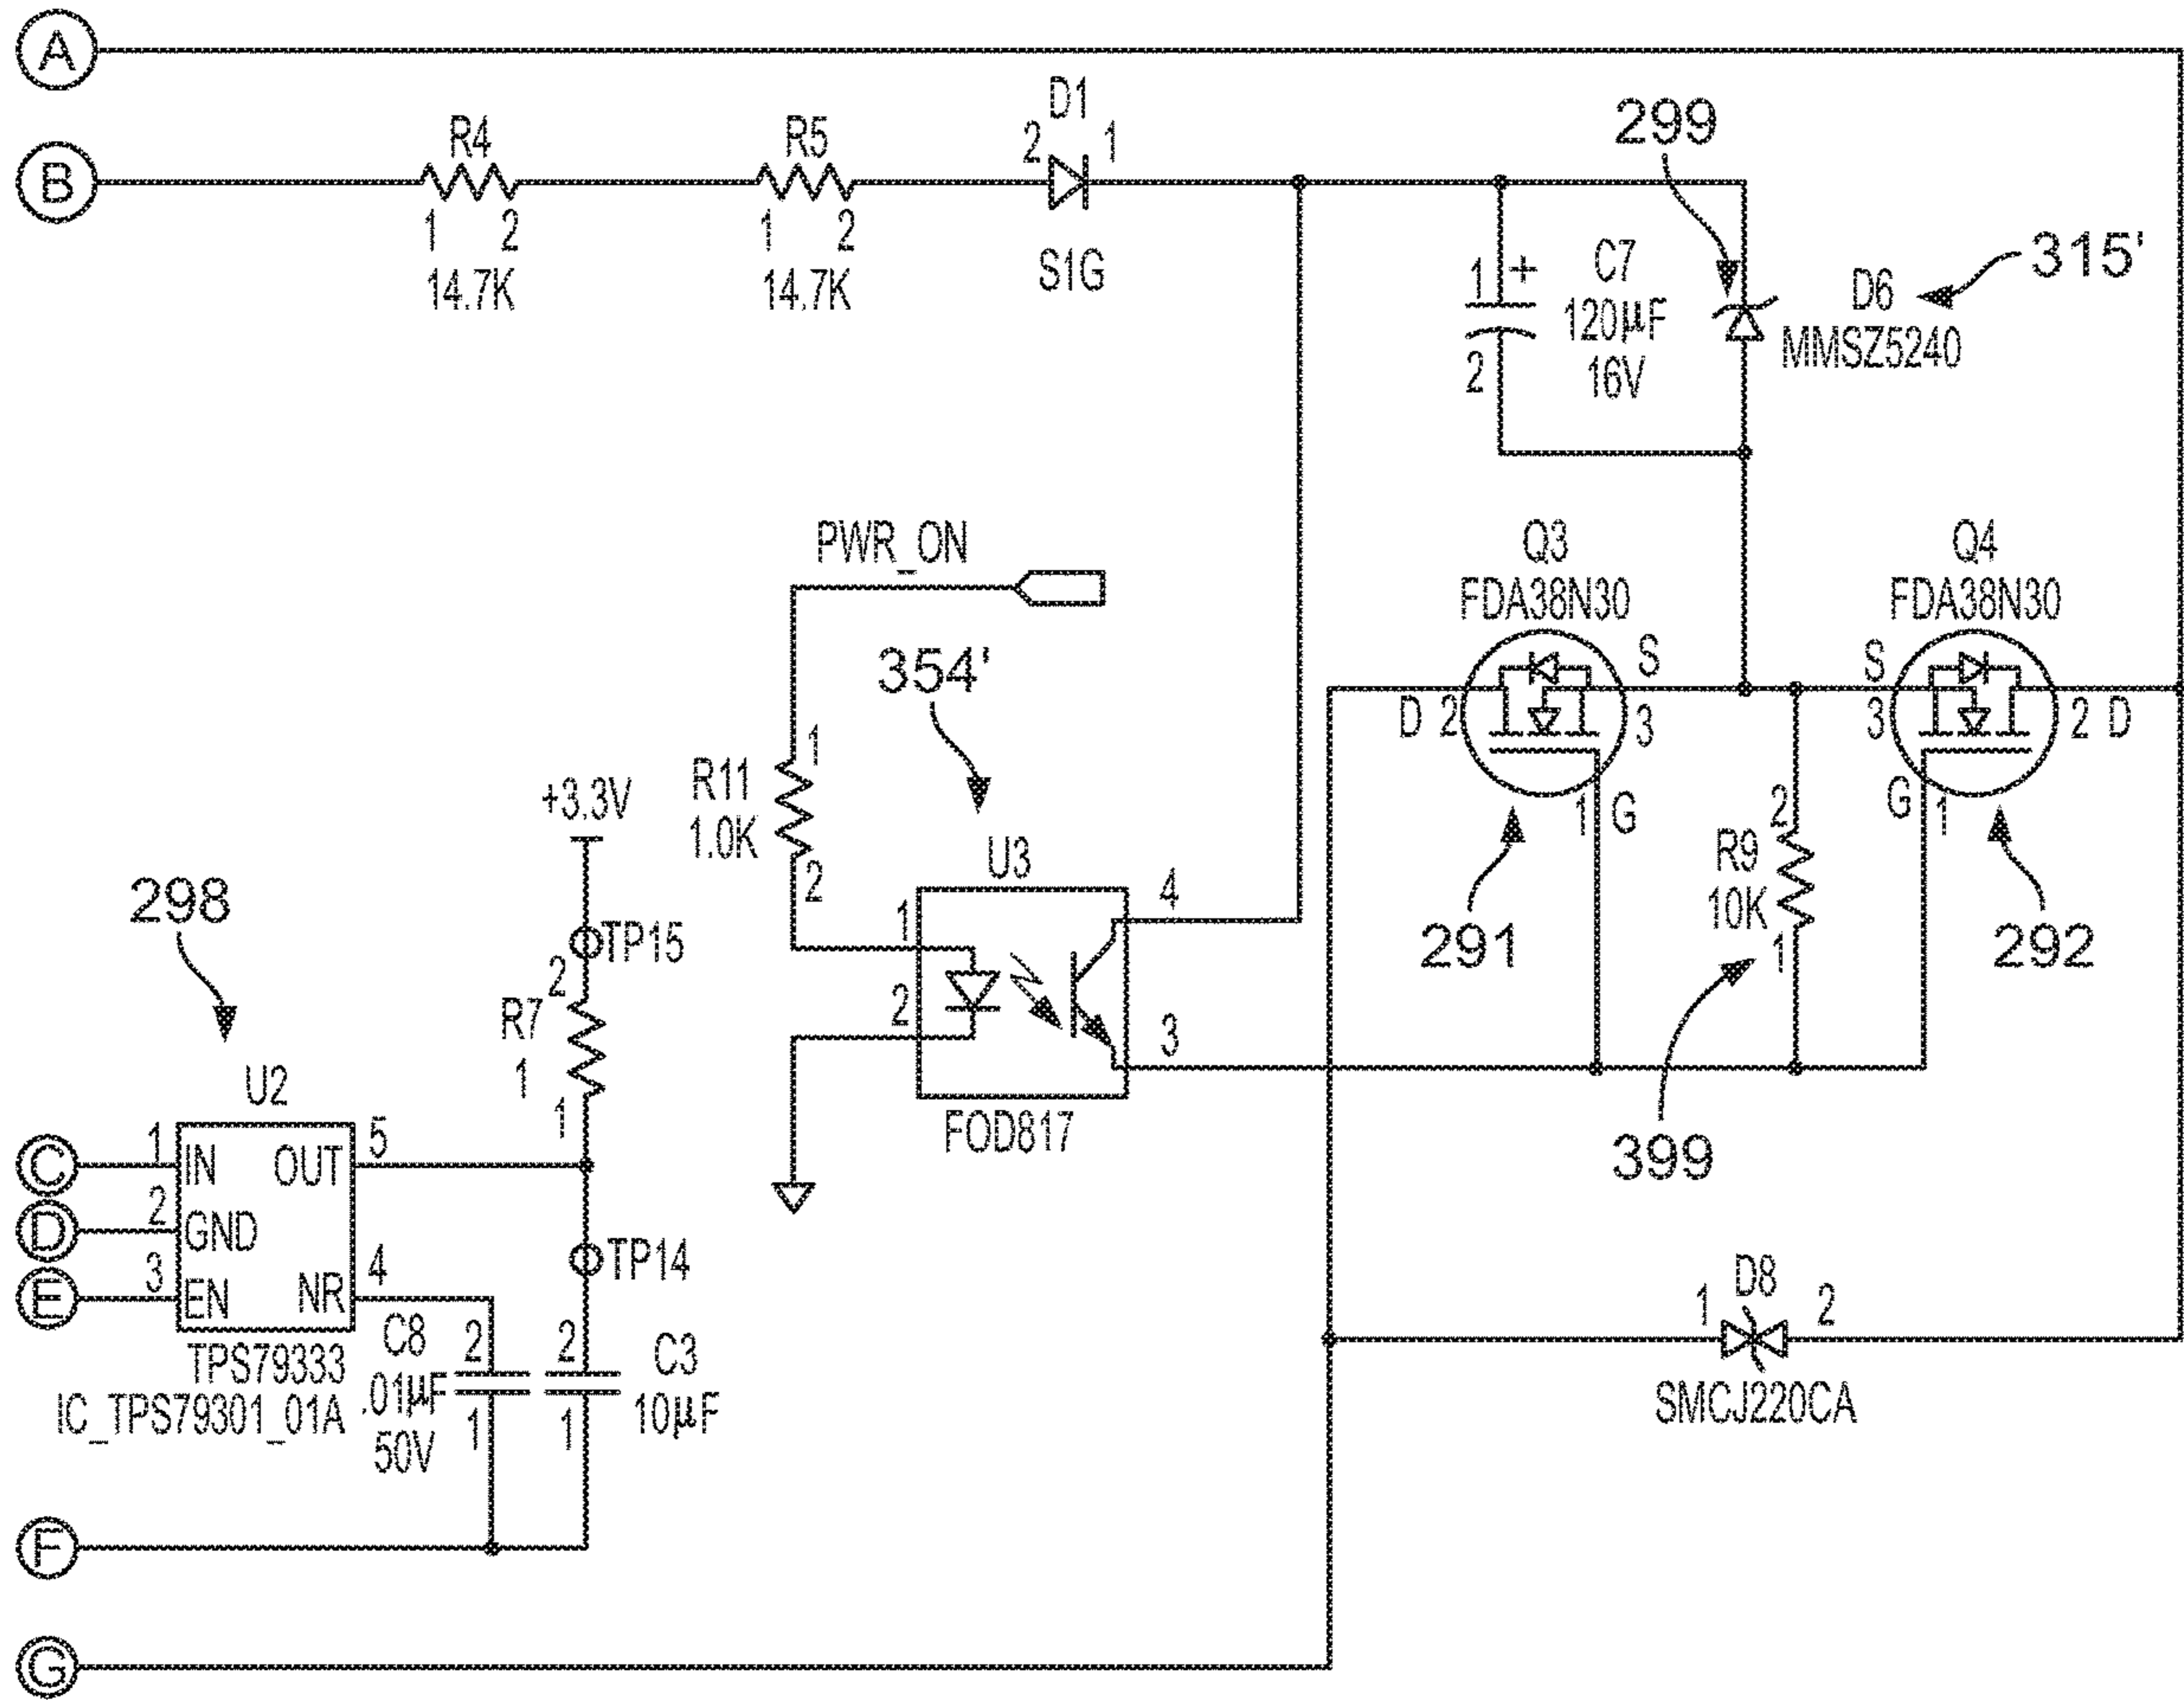 A
B
R4
1 2
14.7K
R5
1 2
14.7K
D1
2 1
S1G
299
315'
1 +
2
C7
120µF
16V
D6
MMSZ5240
PWR_ON
354'
R11
1.0K
1
2
U3
1
2
4
3
FOD817
Q3
FDA38N30
D 2
S
3
1 G
291
Q4
FDA38N30
S
3
2 D
G 1
292
R9
10K
2
1
399
+3.3V
TP15
R7
1
2
1
298
U2
C
D
E
1 IN
2 GND
3 EN
OUT 5
NR 4
TPS79333
IC_TPS79301_01A
TP14
C8
.01µF
50V
2
1
2
1
C3
10µF
D8
1 2
SMCJ220CA
F
G